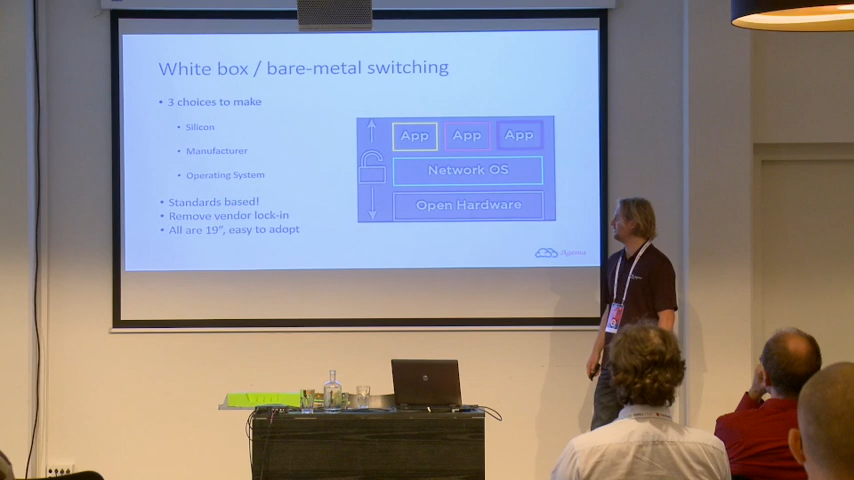 White box / bare-metal switching
• 3 choices to make
• Silicon
• Manufacturer
• Operating System
• Standards based!
• Remove vendor lock-in
• All are 19", easy to adopt
App App App
Network OS
Open Hardware
Agema